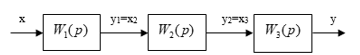 x W₁(p) y₁=x₂ W₂(p) y₂=x₃ W₃(p) y